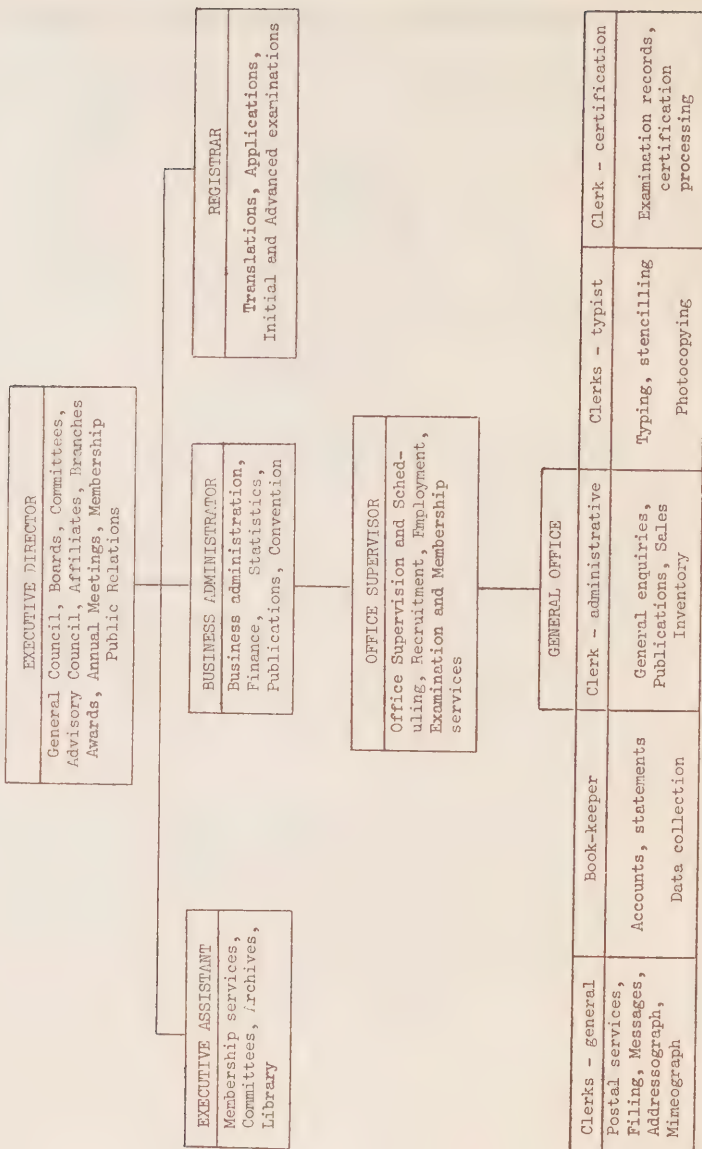 EXECUTIVE DIRECTOR
General Council, Boards, Committees,
Advisory Council, Affiliates, Branches
Awards, Annual Meetings, Membership
Public Relations
EXECUTIVE ASSISTANT
Membership services,
Committees, Archives,
Library
BUSINESS ADMINISTRATOR
Business administration,
Finance, Statistics,
Publications, Convention
REGISTRAR
Translations, Applications,
Initial and Advanced examinations
OFFICE SUPERVISOR
Office Supervision and Sched-
uling, Recruitment, Employment,
Examination and Membership
services
GENERAL OFFICE
Clerks - general
Postal services,
Filing, Messages,
Addressograph,
Mimeograph
Book-keeper
Accounts, statements
Data collection
Clerk - administrative
General enquiries,
Publications, Sales
Inventory
Clerks - typist
Typing, stencilling
Photocopying
Clerk - certification
Examination records,
certification
processing